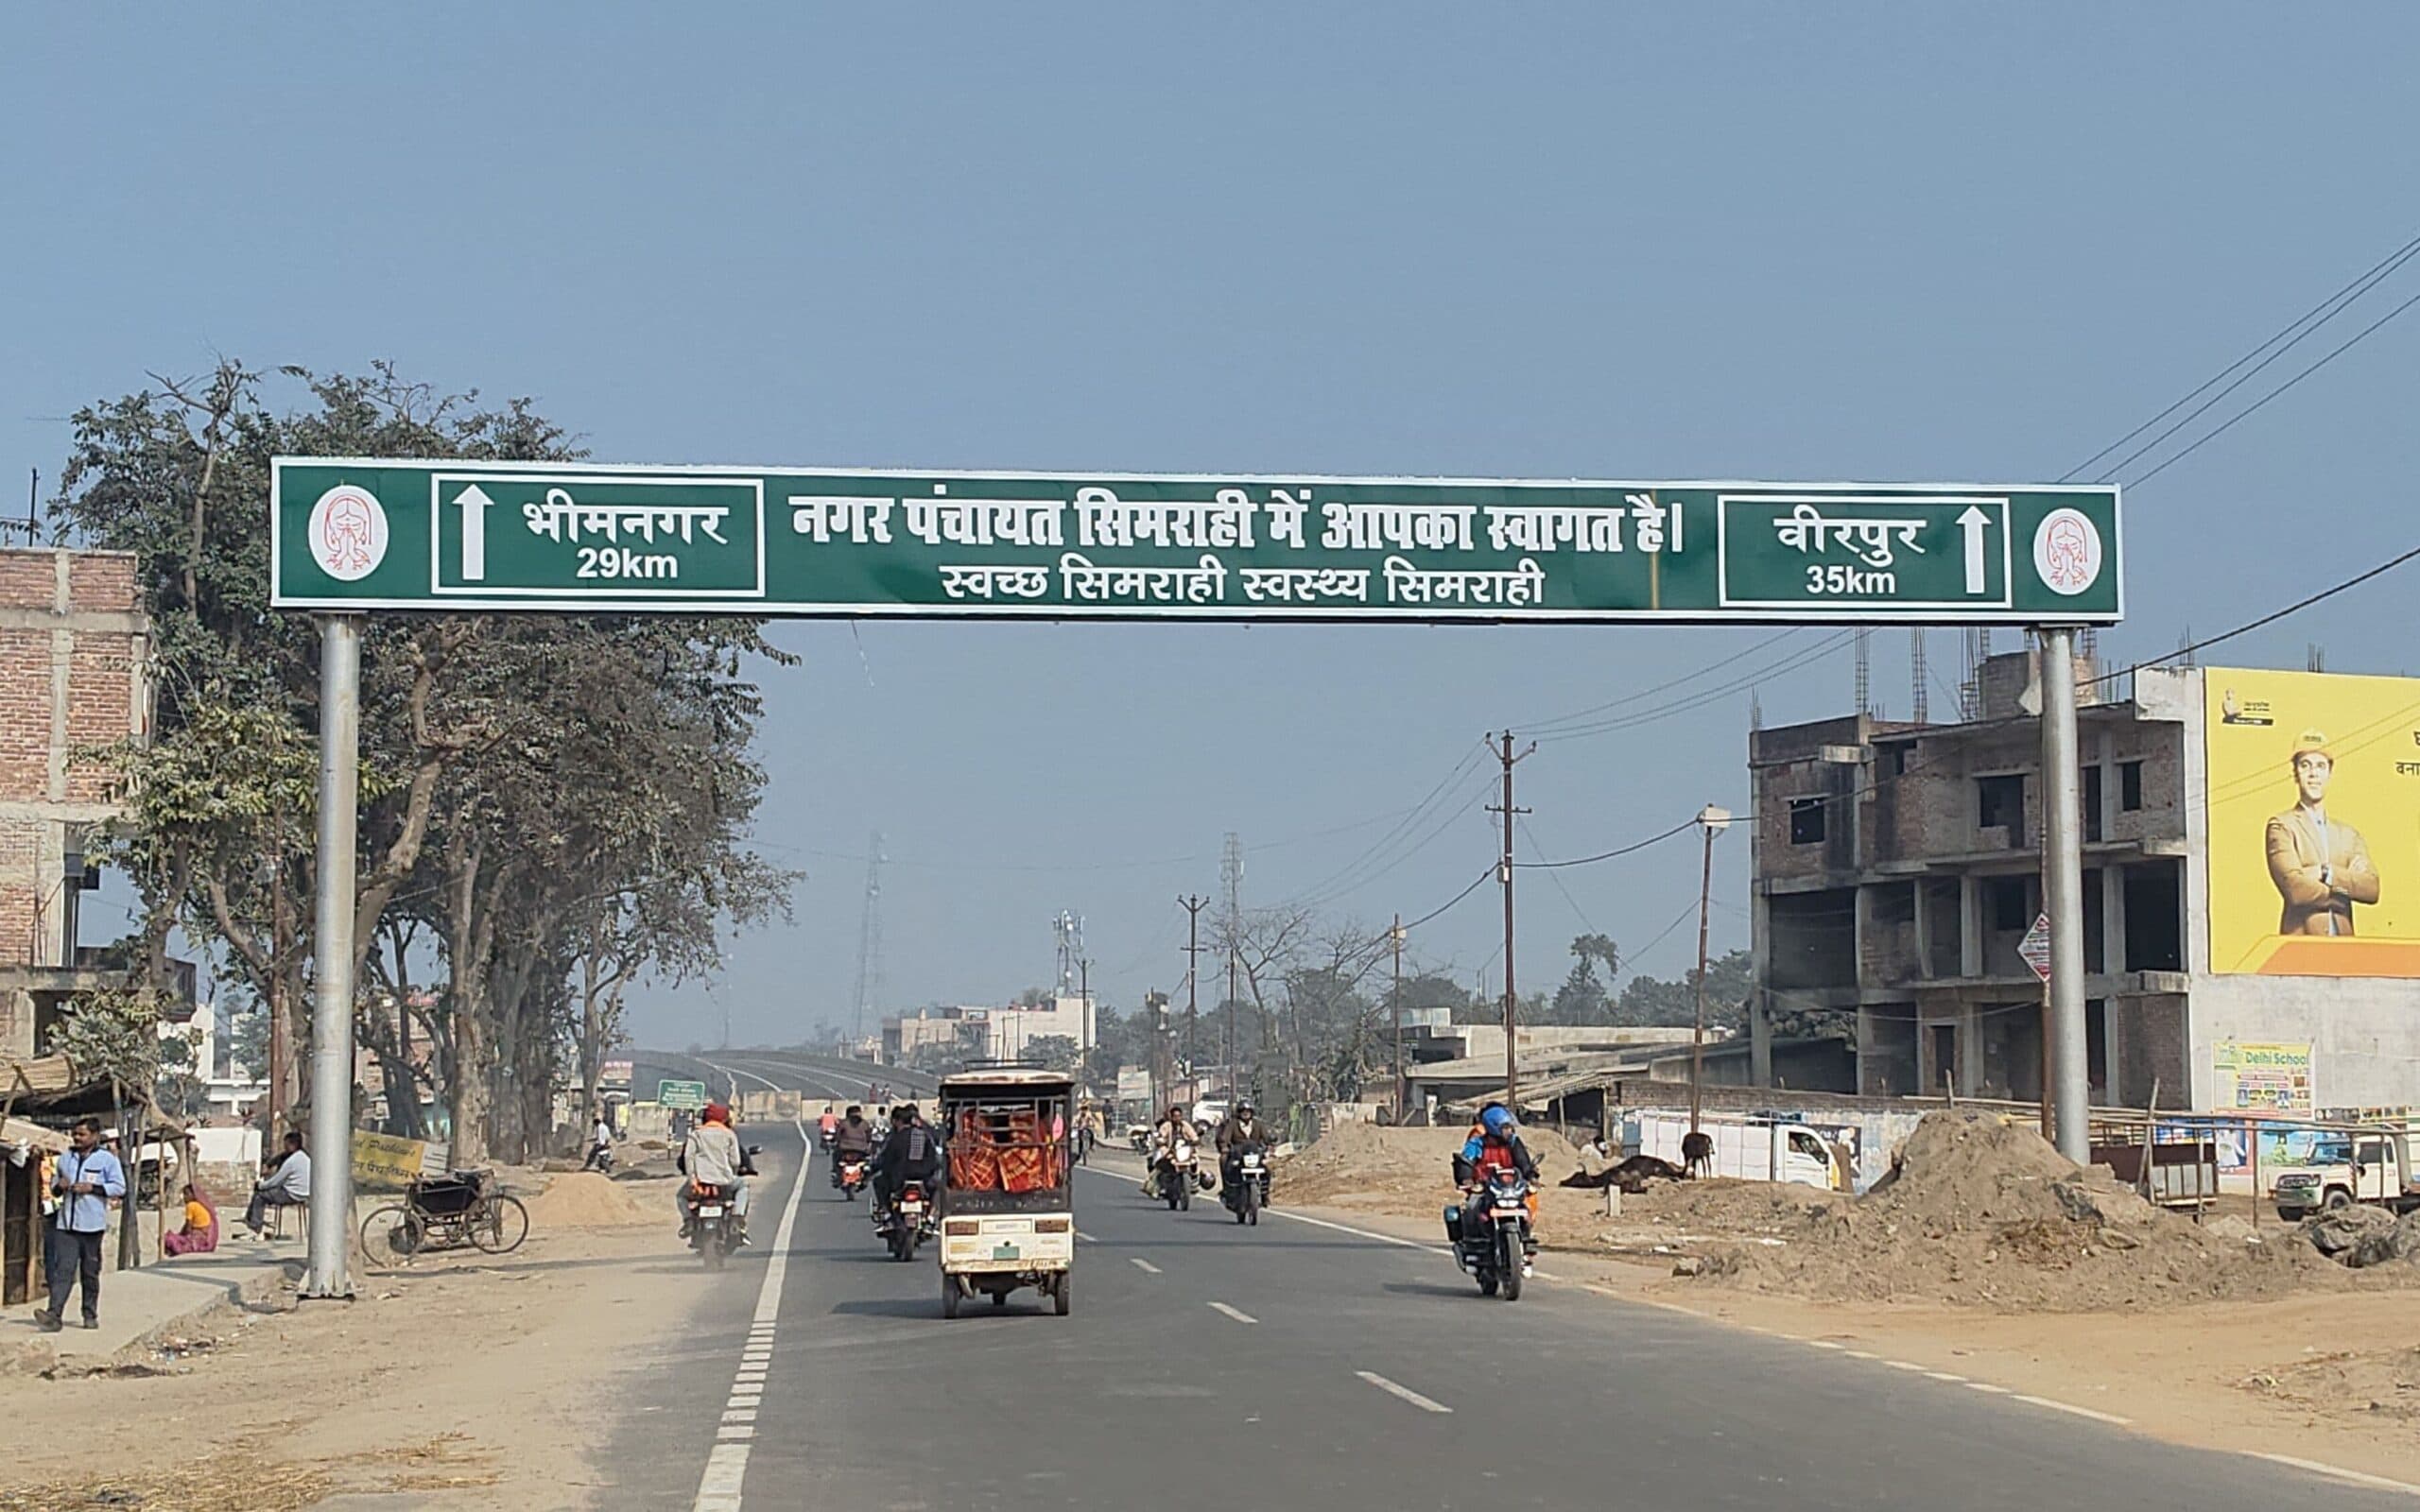 भीमनगर
29km
नगर पंचायत सिमराही में आपका स्वागत है।
स्वच्छ सिमराही स्वस्थ्य सिमराही
वीरपुर
35km
Delhi School